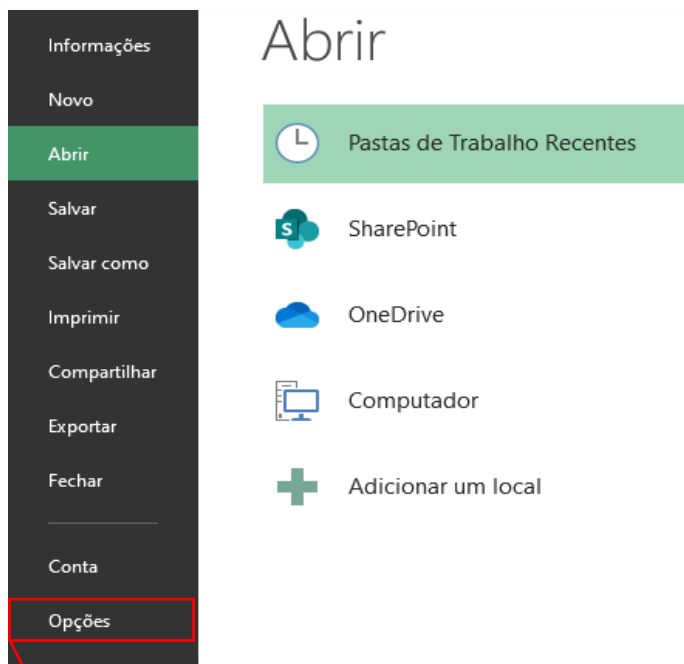 Informações
Novo
Abrir
Salvar
Salvar como
Imprimir
Compartilhar
Exportar
Fechar
Conta
Opções
Abrir
Pastas de Trabalho Recentes
S
SharePoint
OneDrive
Computador
Adicionar um local